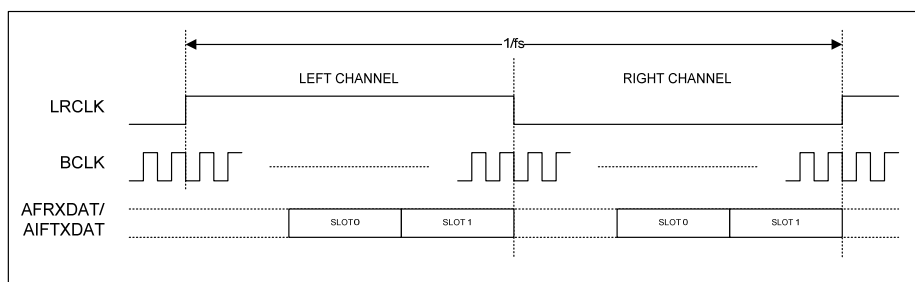 1/fs
LEFT CHANNEL RIGHT CHANNEL
LRCLK
BCLK
AFRXDAT/
AIFTXDAT
SLOT0 SLOT 1 SLOT 0 SLOT 1